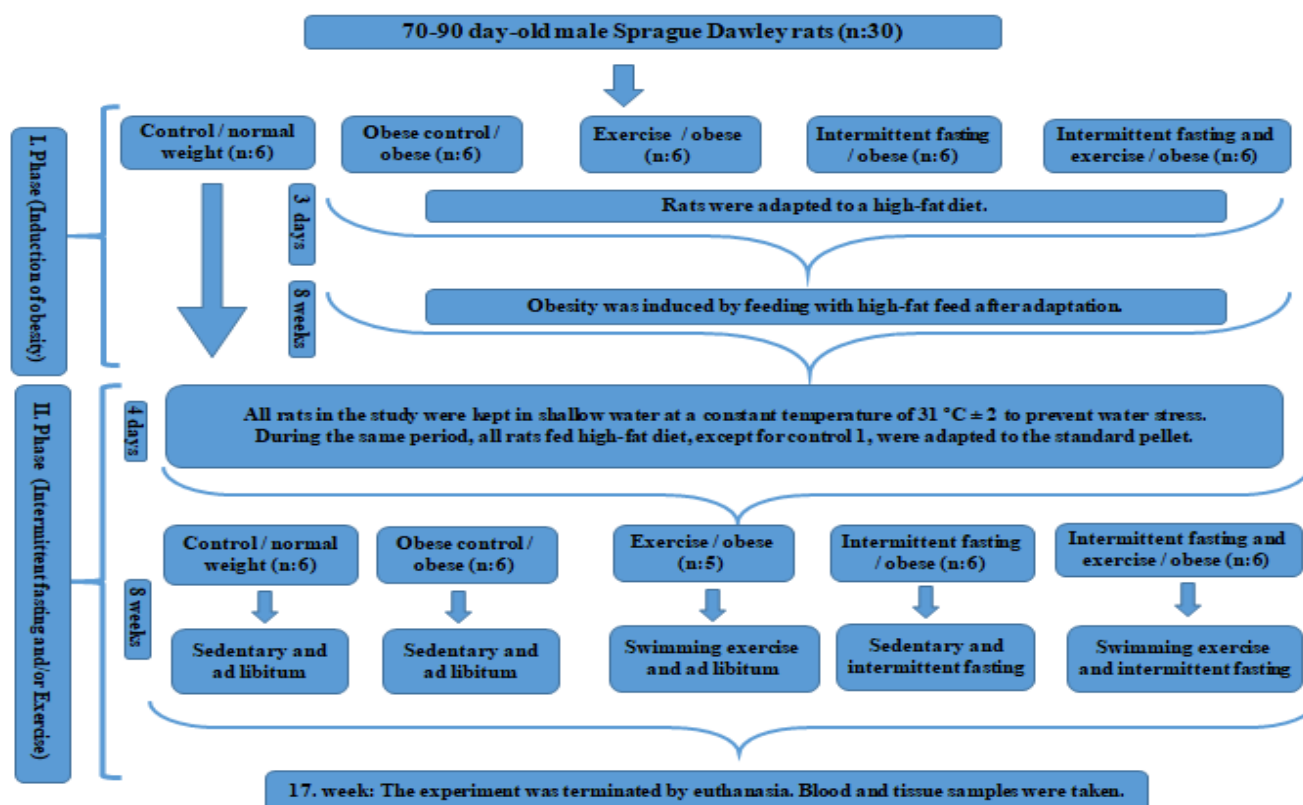 70-90 day-old male Sprague Dawley rats (n:30)
I. Phase (Induction of obesity)
Control / normal
weight (n:6)
Obese control /
obese (n:6)
Exercise / obese
(n:6)
Intermittent fasting
/ obese (n:6)
Intermittent fasting and
exercise / obese (n:6)
3 days
Rats were adapted to a high-fat diet.
8 weeks
Obesity was induced by feeding with high-fat feed after adaptation.
II. Phase (Intermittent fasting and/or Exercise)
4 days
All rats in the study were kept in shallow water at a constant temperature of 31 °C ± 2 to prevent water stress.
During the same period, all rats fed high-fat diet, except for control 1, were adapted to the standard pellet.
8 weeks
Control / normal
weight (n:6)
Obese control /
obese (n:6)
Exercise / obese
(n:5)
Intermittent fasting
/ obese (n:6)
Intermittent fasting and
exercise / obese (n:6)
Sedentary and
ad libitum
Sedentary and
ad libitum
Swimming exercise
and ad libitum
Sedentary and
intermittent fasting
Swimming exercise
and intermittent fasting
17. week: The experiment was terminated by euthanasia. Blood and tissue samples were taken.